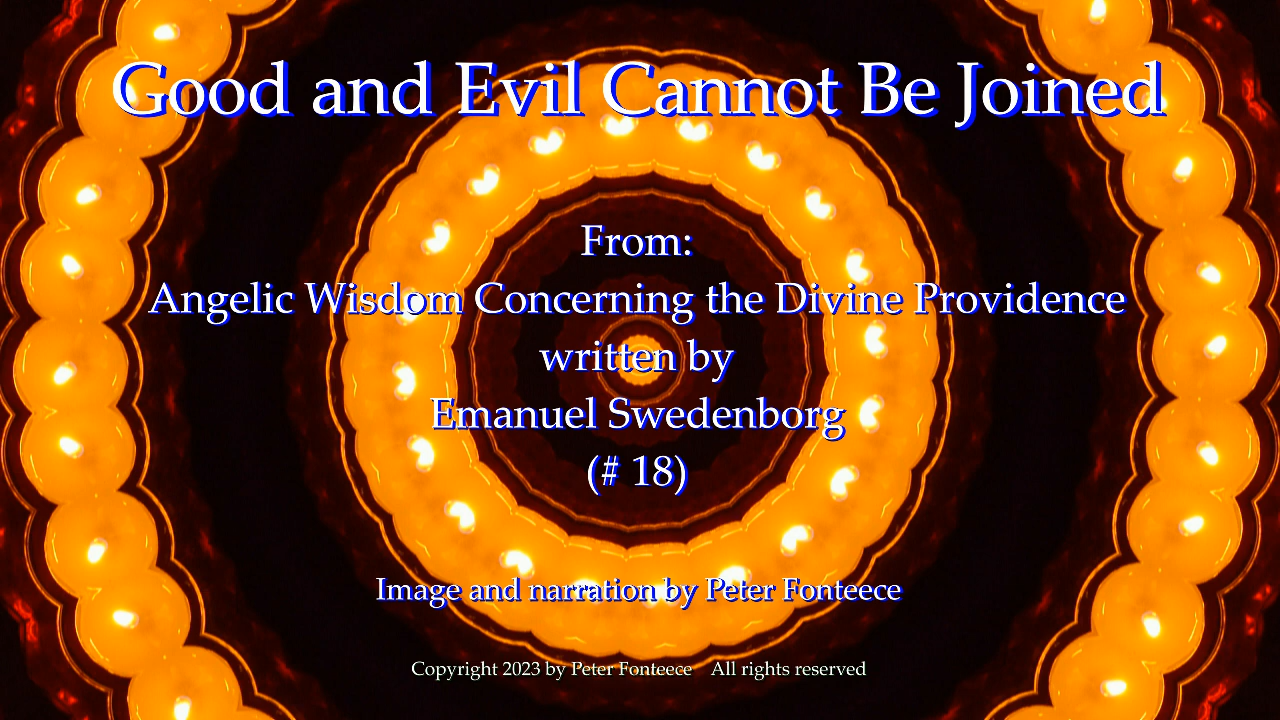 Good and Evil Cannot Be Joined
From:
Angelic Wisdom Concerning the Divine Providence
written by
Emanuel Swedenborg
(# 18)
Image and narration by Peter Fonteece
Copyright 2023 by Peter Fonteece All rights reserved